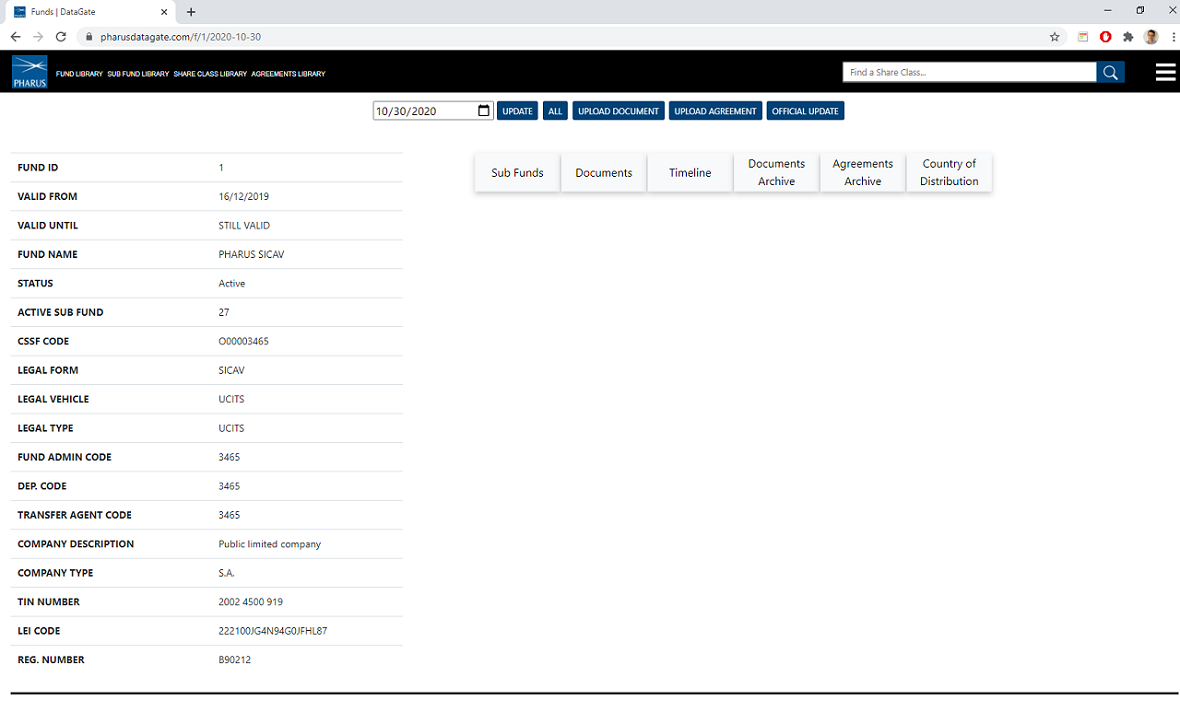 Funds | DataGate
pharusdatagate.com/f/1/2020-10-30
PHARUS FUND LIBRARY SUB FUND LIBRARY SHARE CLASS LIBRARY AGREEMENTS LIBRARY Find a Share Class...
10/30/2020 UPDATE ALL UPLOAD DOCUMENT UPLOAD AGREEMENT OFFICIAL UPDATE
Sub Funds
Documents
Timeline
Documents
Archive
Agreements
Archive
Country of
Distribution
FUND ID 1
VALID FROM 16/12/2019
VALID UNTIL STILL VALID
FUND NAME PHARUS SICAV
STATUS Active
ACTIVE SUB FUND 27
CSSF CODE O00003465
LEGAL FORM SICAV
LEGAL VEHICLE UCITS
LEGAL TYPE UCITS
FUND ADMIN CODE 3465
DEP. CODE 3465
TRANSFER AGENT CODE 3465
COMPANY DESCRIPTION Public limited company
COMPANY TYPE S.A.
TIN NUMBER 2002 4500 919
LEI CODE 222100JG4N94G0JFHL87
REG. NUMBER B90212